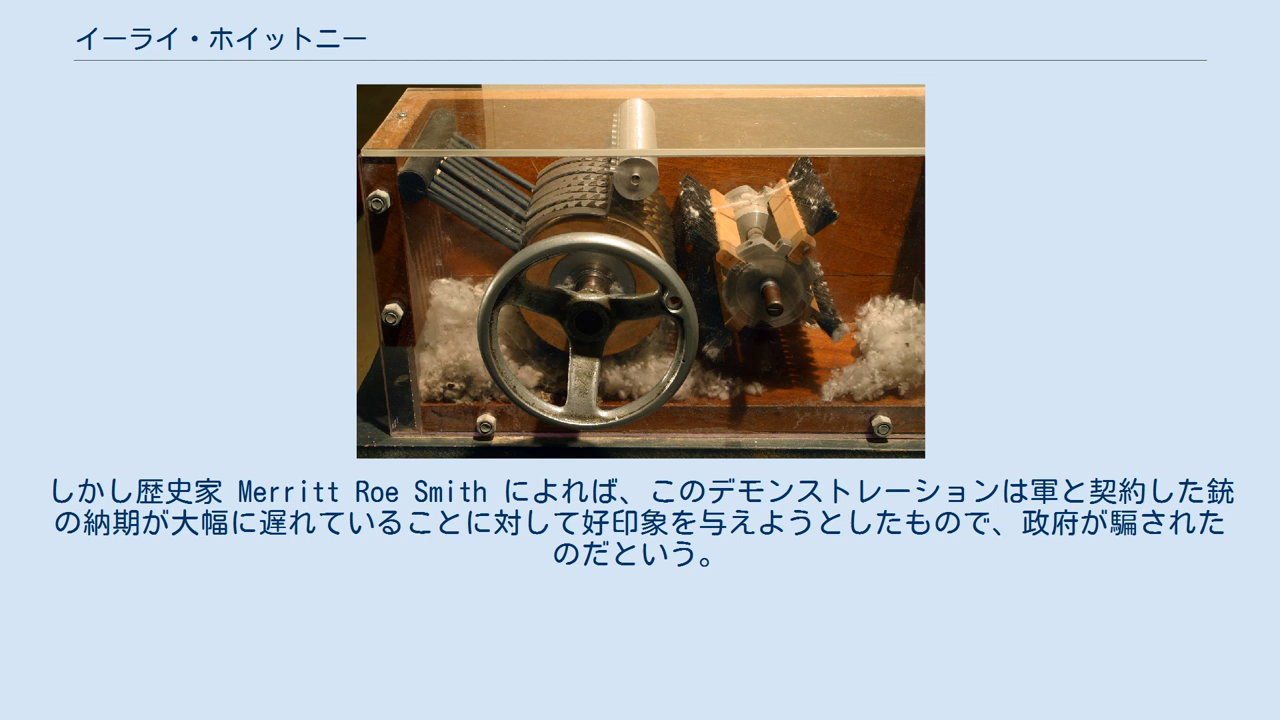 イーライ・ホイットニー
しかし歴史家 Merritt Roe Smith によれば、このデモンストレーションは軍と契約した銃
の納期が大幅に遅れていることに対して好印象を与えようとしたもので、政府が騙された
のだという。